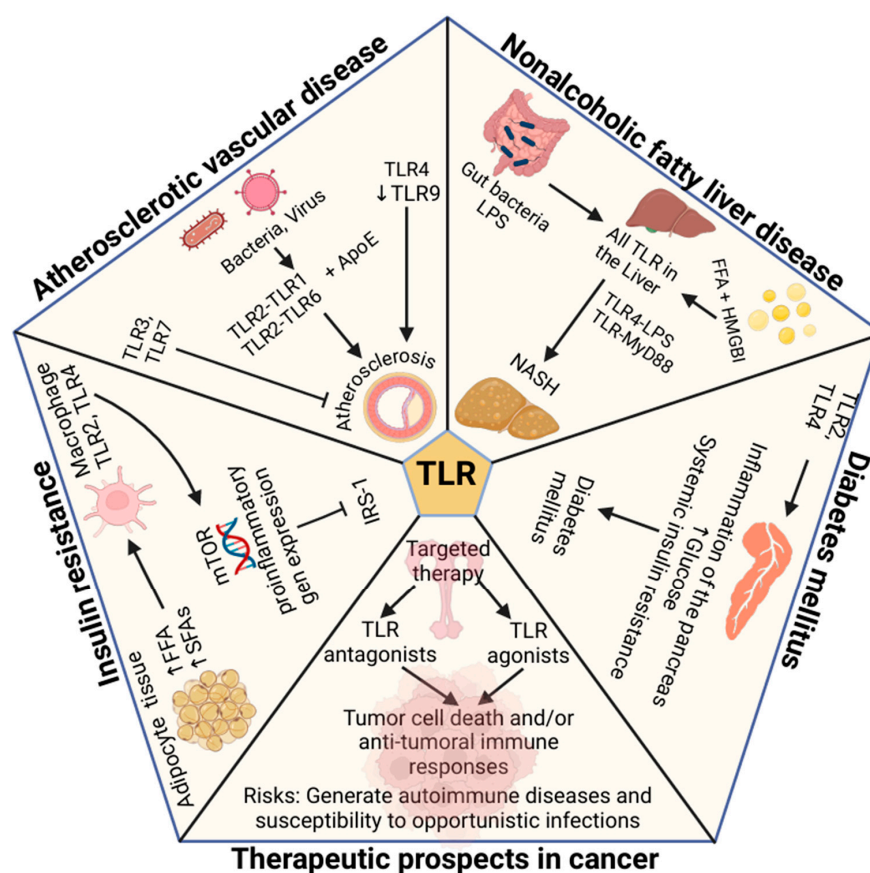 Atherosclerotic vascular disease
TLR4
↓TLR9
Bacteria, Virus
+ ApoE
TLR2-TLR1
TLR2-TLR6
TLR3,
TLR7
Atherosclerosis
Nonalcoholic fatty liver disease
Gut bacteria
LPS
All TLR in
the Liver
FFA + HMGBI
TLR4-LPS
TLR-MyD88
NASH
TLR
Insulin resistance
Macrophage
TLR2, TLR4
mTOR
proinflammatory
gen expression
IRS-1
↑FFA
↑SFAs
Adipocyte tissue
Diabetes mellitus
TLR2,
TLR4
Inflammation of the pancreas
↑Glucose
Systemic insulin resistance
Diabetes
mellitus
Targeted
therapy
TLR
antagonists
TLR
agonists
Tumor cell death and/or
anti-tumoral immune
responses
Risks: Generate autoimmune diseases and
susceptibility to opportunistic infections
Therapeutic prospects in cancer